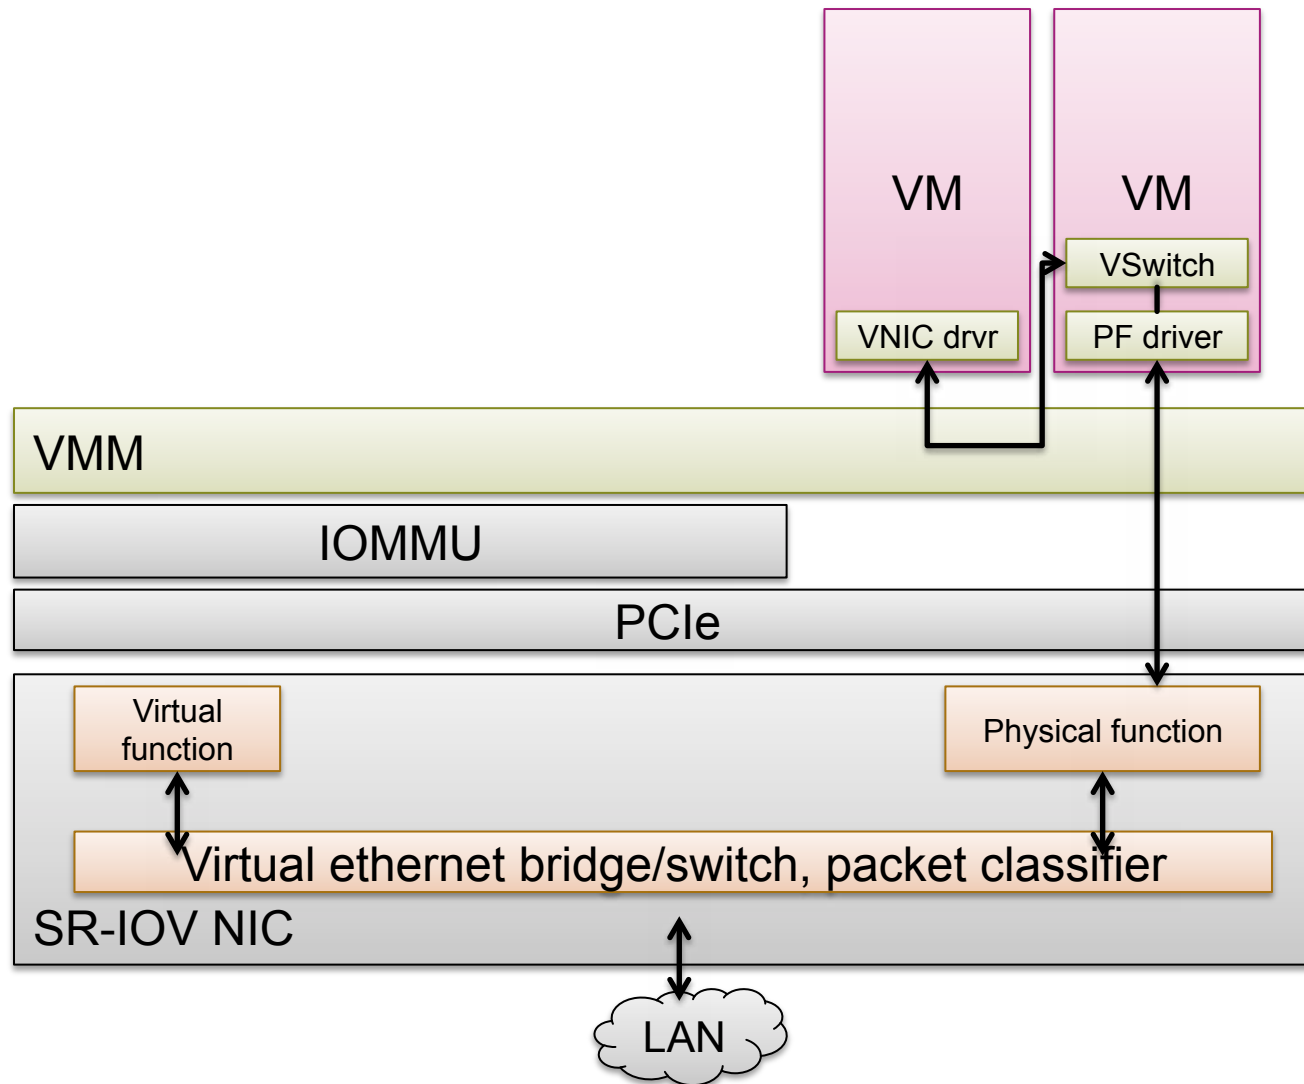 VM
VM
VSwitch
VNIC drvr
PF driver
VMM
IOMMU
PCIe
Virtual
function
Physical function
Virtual ethernet bridge/switch, packet classifier
SR-IOV NIC
LAN